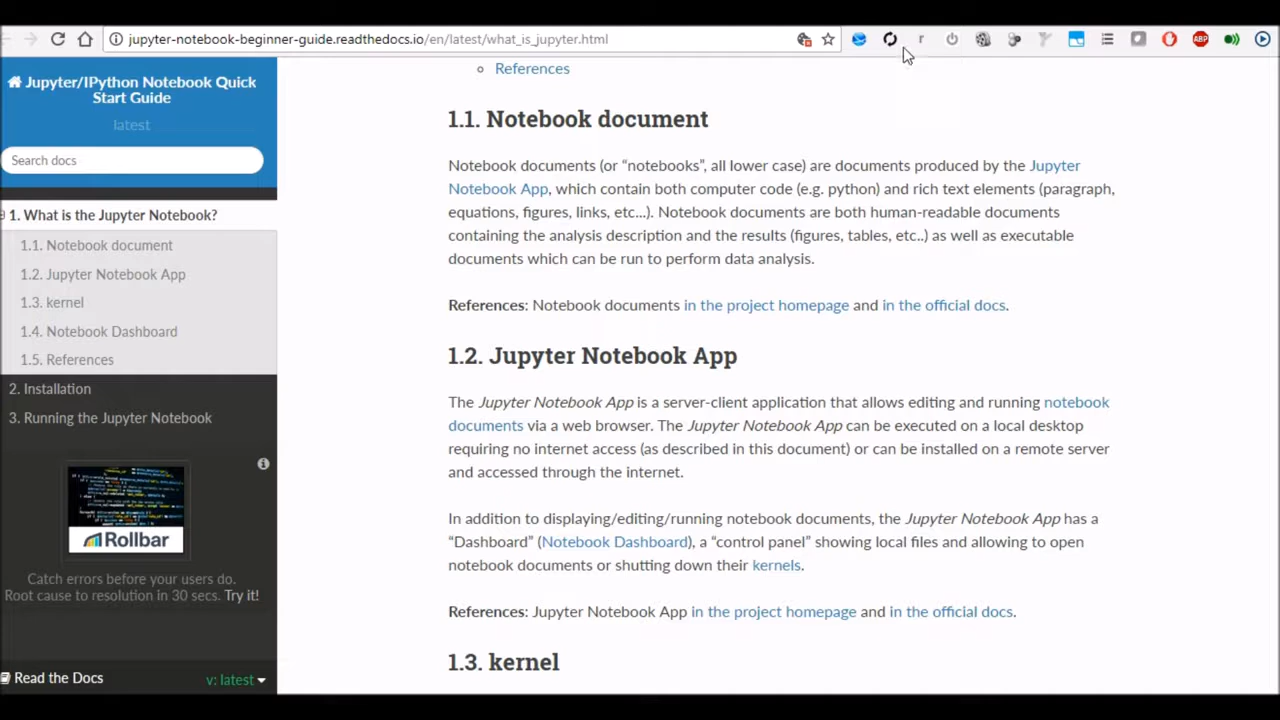 jupyter-notebook-beginner-guide.readthedocs.io/en/latest/what_is_jupyter.html
r
ABP
Jupyter/IPython Notebook Quick
Start Guide
latest
Search docs
1. What is the Jupyter Notebook?
1.1. Notebook document
1.2. Jupyter Notebook App
1.3. kernel
1.4. Notebook Dashboard
1.5. References
2. Installation
3. Running the Jupyter Notebook
Rollbar
Catch errors before your users do.
Root cause to resolution in 30 secs. Try it!
Read the Docs
v: latest
References
1.1. Notebook document
Notebook documents (or “notebooks”, all lower case) are documents produced by the Jupyter
Notebook App, which contain both computer code (e.g. python) and rich text elements (paragraph,
equations, figures, links, etc...). Notebook documents are both human-readable documents
containing the analysis description and the results (figures, tables, etc..) as well as executable
documents which can be run to perform data analysis.
References: Notebook documents in the project homepage and in the official docs.
1.2. Jupyter Notebook App
The Jupyter Notebook App is a server-client application that allows editing and running notebook
documents via a web browser. The Jupyter Notebook App can be executed on a local desktop
requiring no internet access (as described in this document) or can be installed on a remote server
and accessed through the internet.
In addition to displaying/editing/running notebook documents, the Jupyter Notebook App has a
“Dashboard” (Notebook Dashboard), a “control panel” showing local files and allowing to open
notebook documents or shutting down their kernels.
References: Jupyter Notebook App in the project homepage and in the official docs.
1.3. kernel